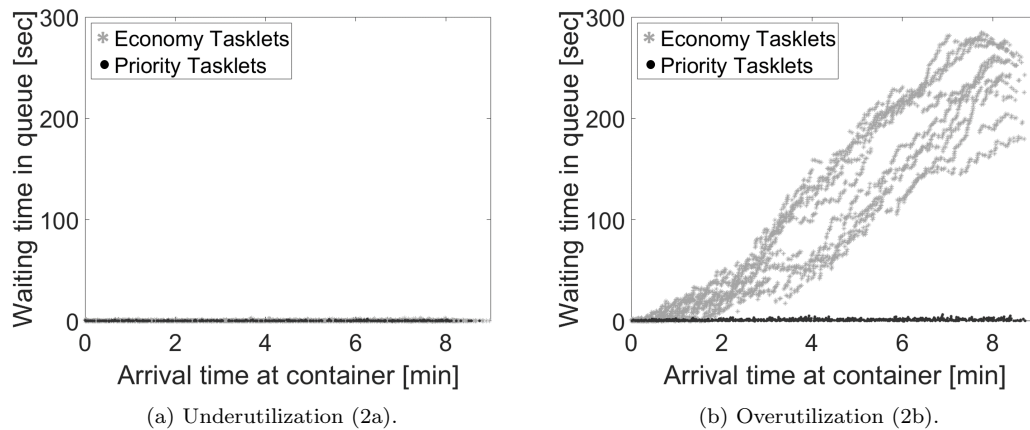 300
200
100
0
Waiting time in queue [sec]
Economy Tasklets
Priority Tasklets
0 2 4 6 8
Arrival time at container [min]
(a) Underutilization (2a).
300
200
100
0
Waiting time in queue [sec]
Economy Tasklets
Priority Tasklets
0 2 4 6 8
Arrival time at container [min]
(b) Overutilization (2b).